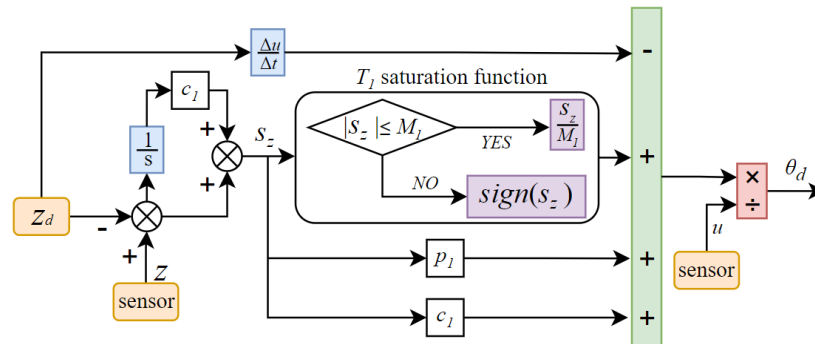 Δu
Δt
-
T1 saturation function
c1
+
sz
|sz| ≤ M1
YES
sz
M1
1
s
+
+
θd
NO
sign(sz)
×
÷
zd
-
+
z
u
sensor
p1
+
sensor
c1
+